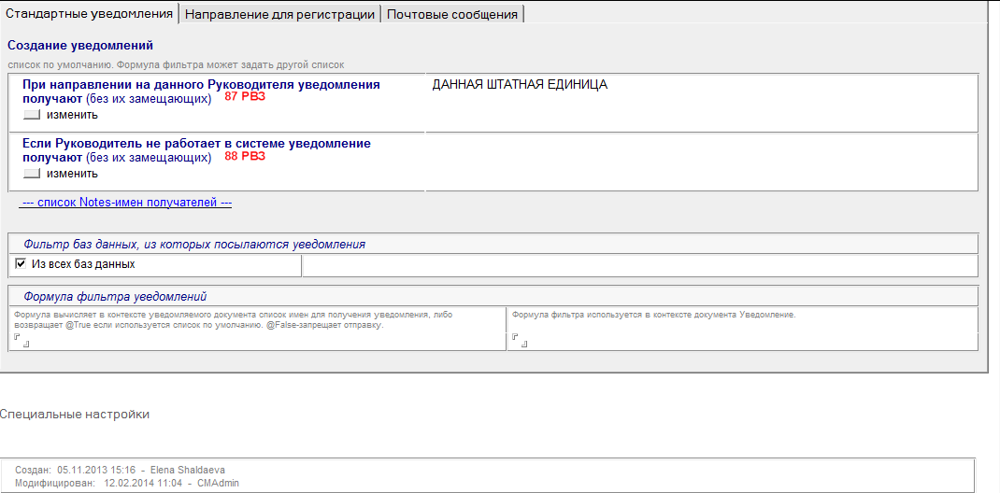 Стандартные уведомления Направление для регистрации Почтовые сообщения
Создание уведомлений
список по умолчанию. Формула фильтра может задать другой список
При направлении на данного Руководителя уведомления
получают (без их замещающих) 87 РВЗ
изменить
ДАННАЯ ШТАТНАЯ ЕДИНИЦА
Если Руководитель не работает в системе уведомление
получают (без их замещающих) 88 РВЗ
изменить
--- список Notes-имен получателей ---
Фильтр баз данных, из которых посылаются уведомления
Из всех баз данных
Формула фильтра уведомлений
Формула вычисляет в контексте уведомляемого документа список имен для получения уведомления, либо
возвращает @True если используется список по умолчанию. @False-запрещает отправку.
Формула фильтра используется в контексте документа Уведомление.
Специальные настройки
Создан: 05.11.2013 15:16 - Elena Shaldaeva
Модифицирован: 12.02.2014 11:04 - CMAdmin